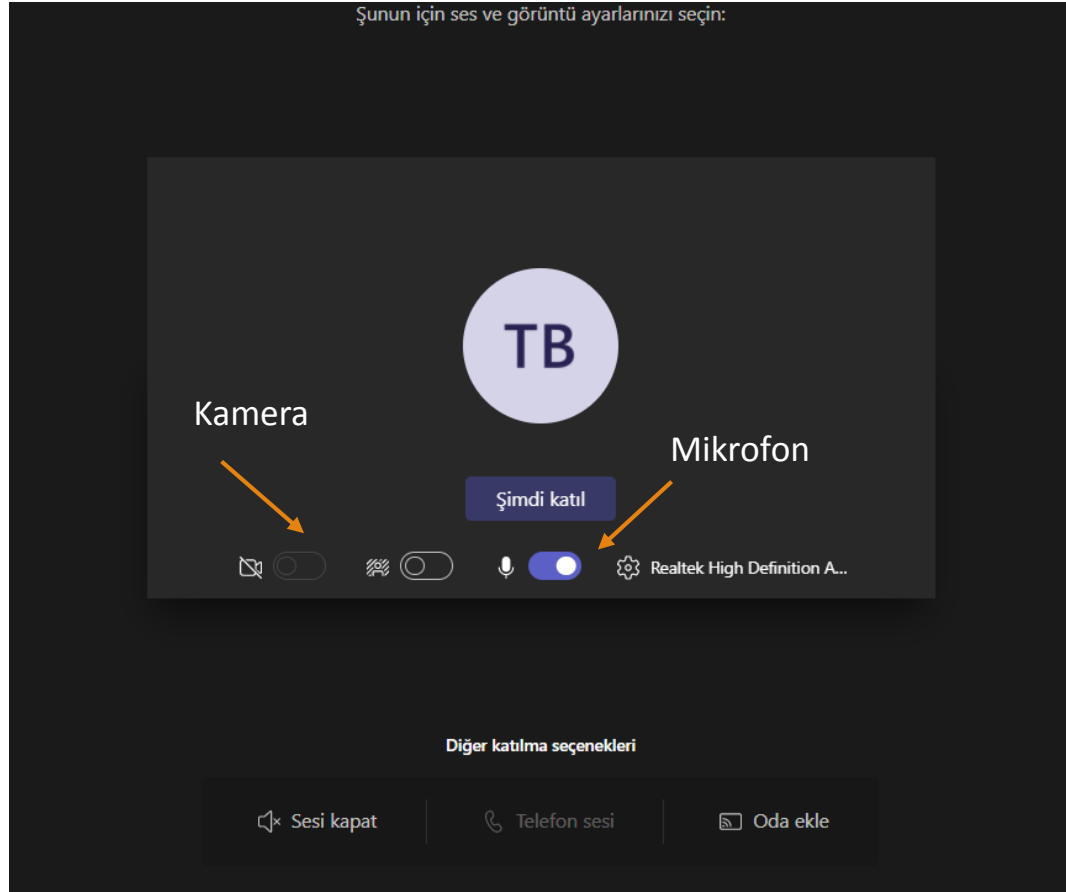 Şunun için ses ve görüntü ayarlarınızı seçin:
TB
Kamera
Mikrofon
Şimdi katıl
Realtek High Definition A...
Diğer katılma seçenekleri
Sesi kapat
Telefon sesi
Oda ekle